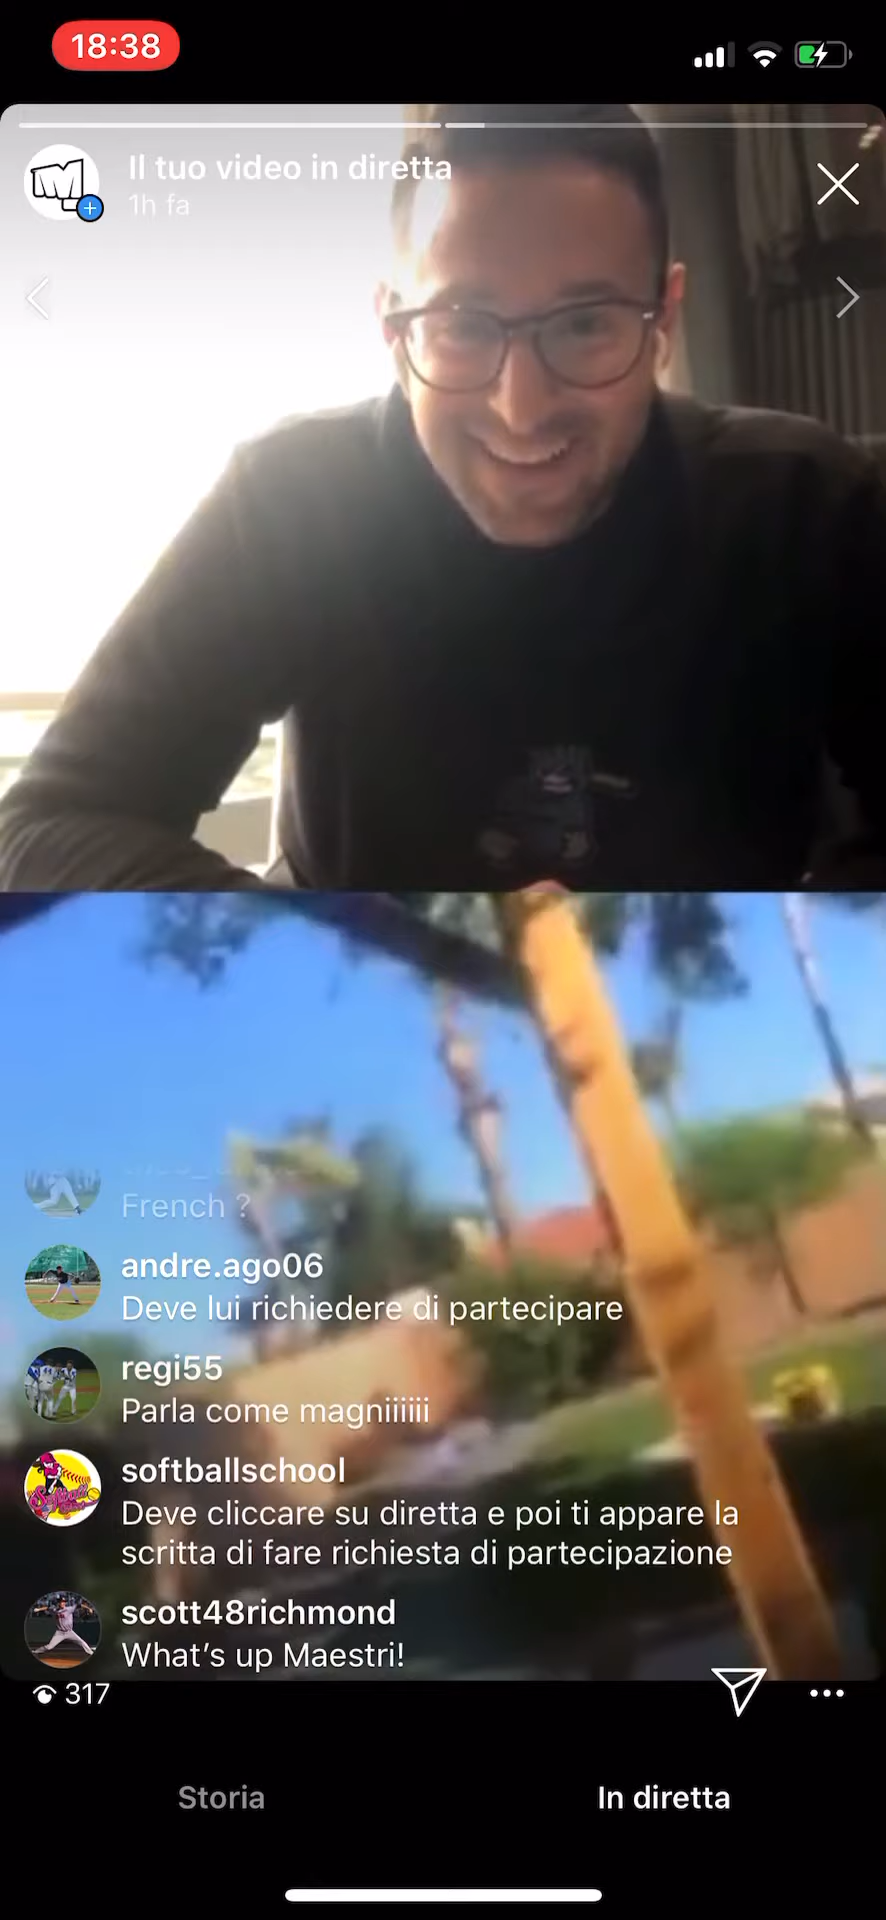 18:38
Il tuo video in diretta
1h fa
French ?
andre.ago06
Deve lui richiedere di partecipare
regi55
Parla come magniiiiii
softballschool
Deve cliccare su diretta e poi ti appare la
scritta di fare richiesta di partecipazione
scott48richmond
What’s up Maestri!
317
Storia
In diretta